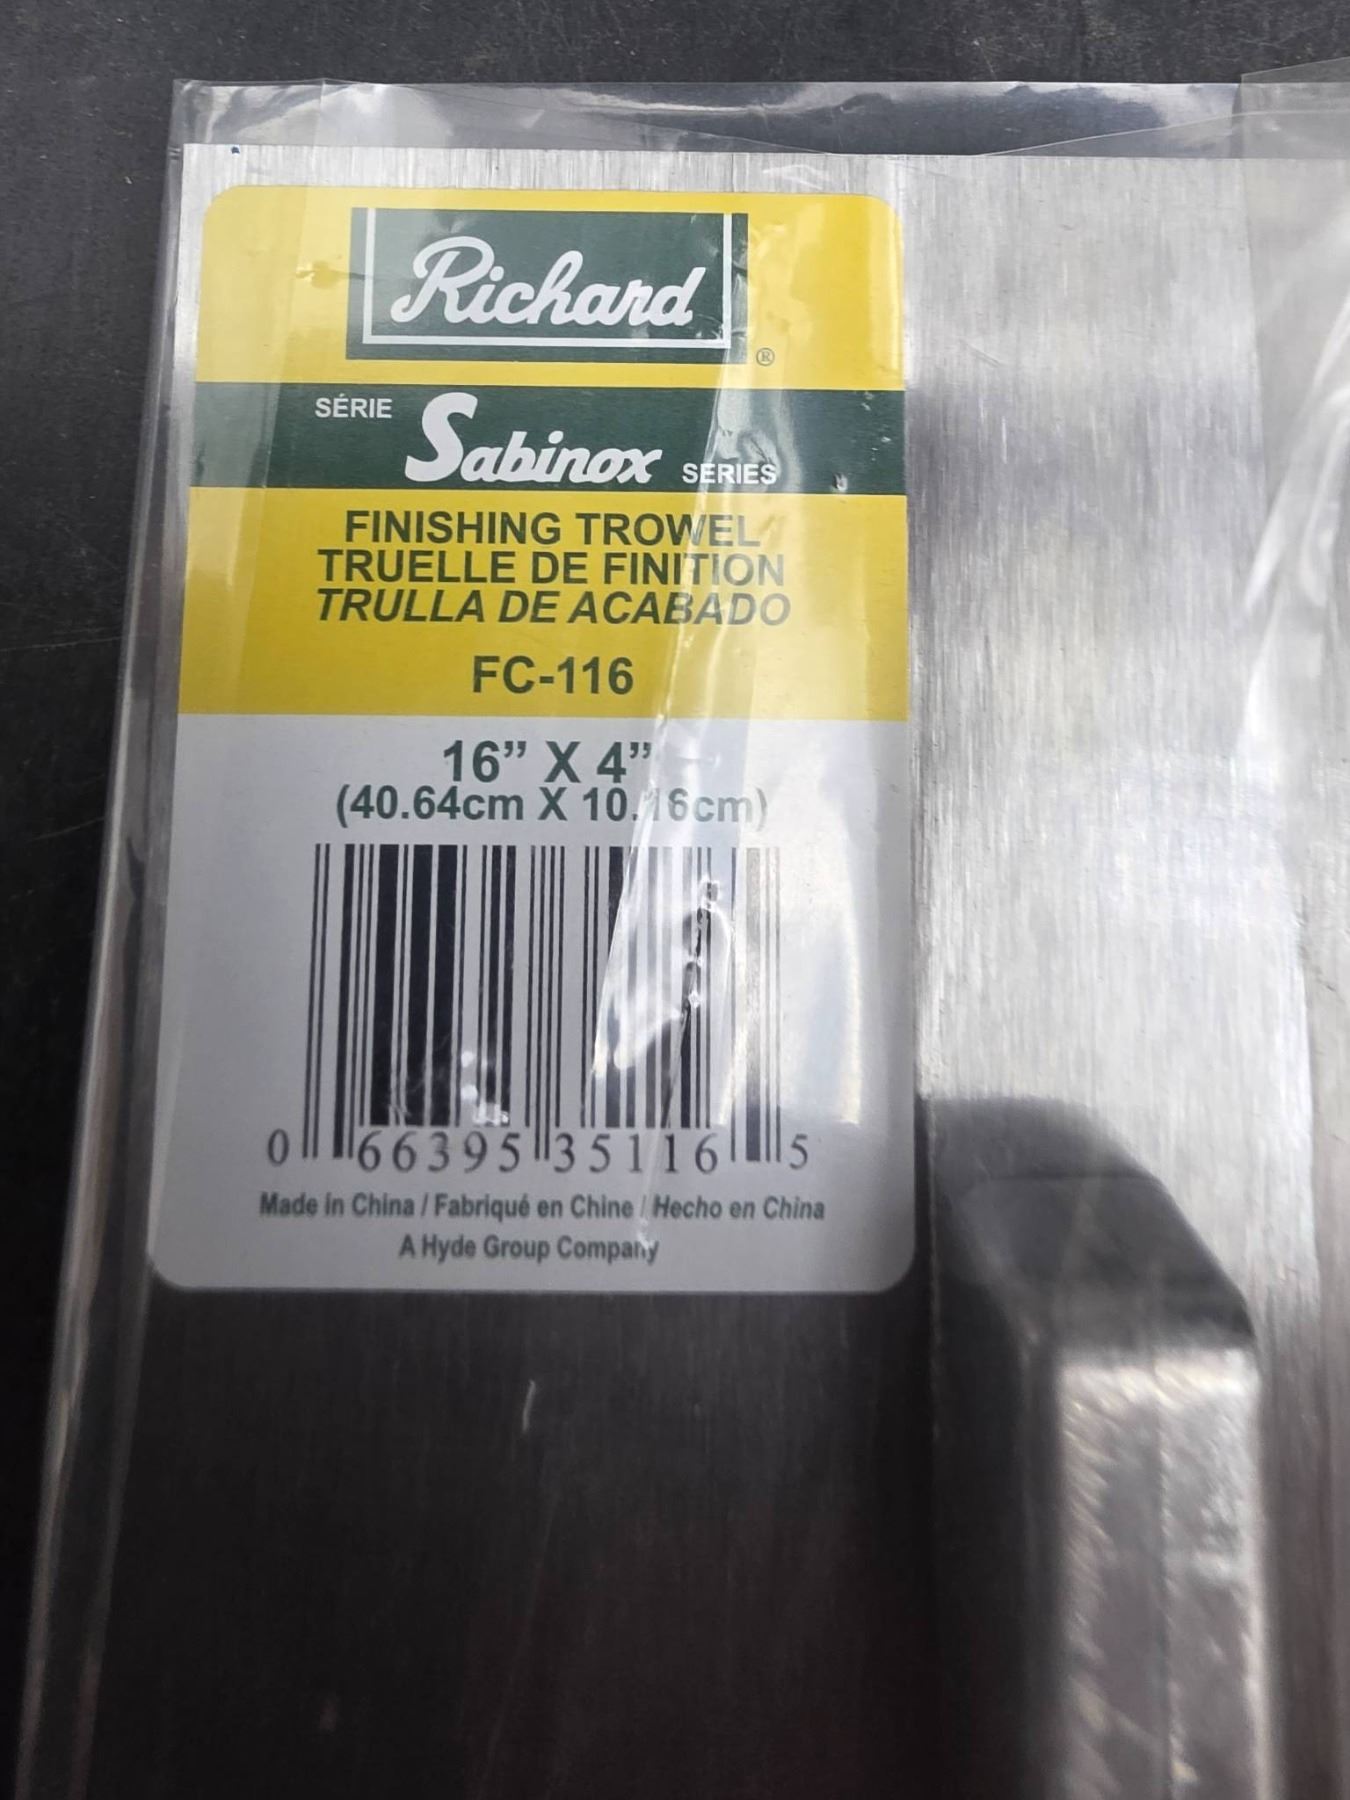 Richard
®
SÉRIE Sabinox SERIES
FINISHING TROWEL
TRUELLE DE FINITION
TRULLA DE ACABADO
FC-116
16” X 4”
(40.64cm X 10.16cm)
0 66395 35116 5
Made in China / Fabriqué en Chine / Hecho en China
A Hyde Group Company